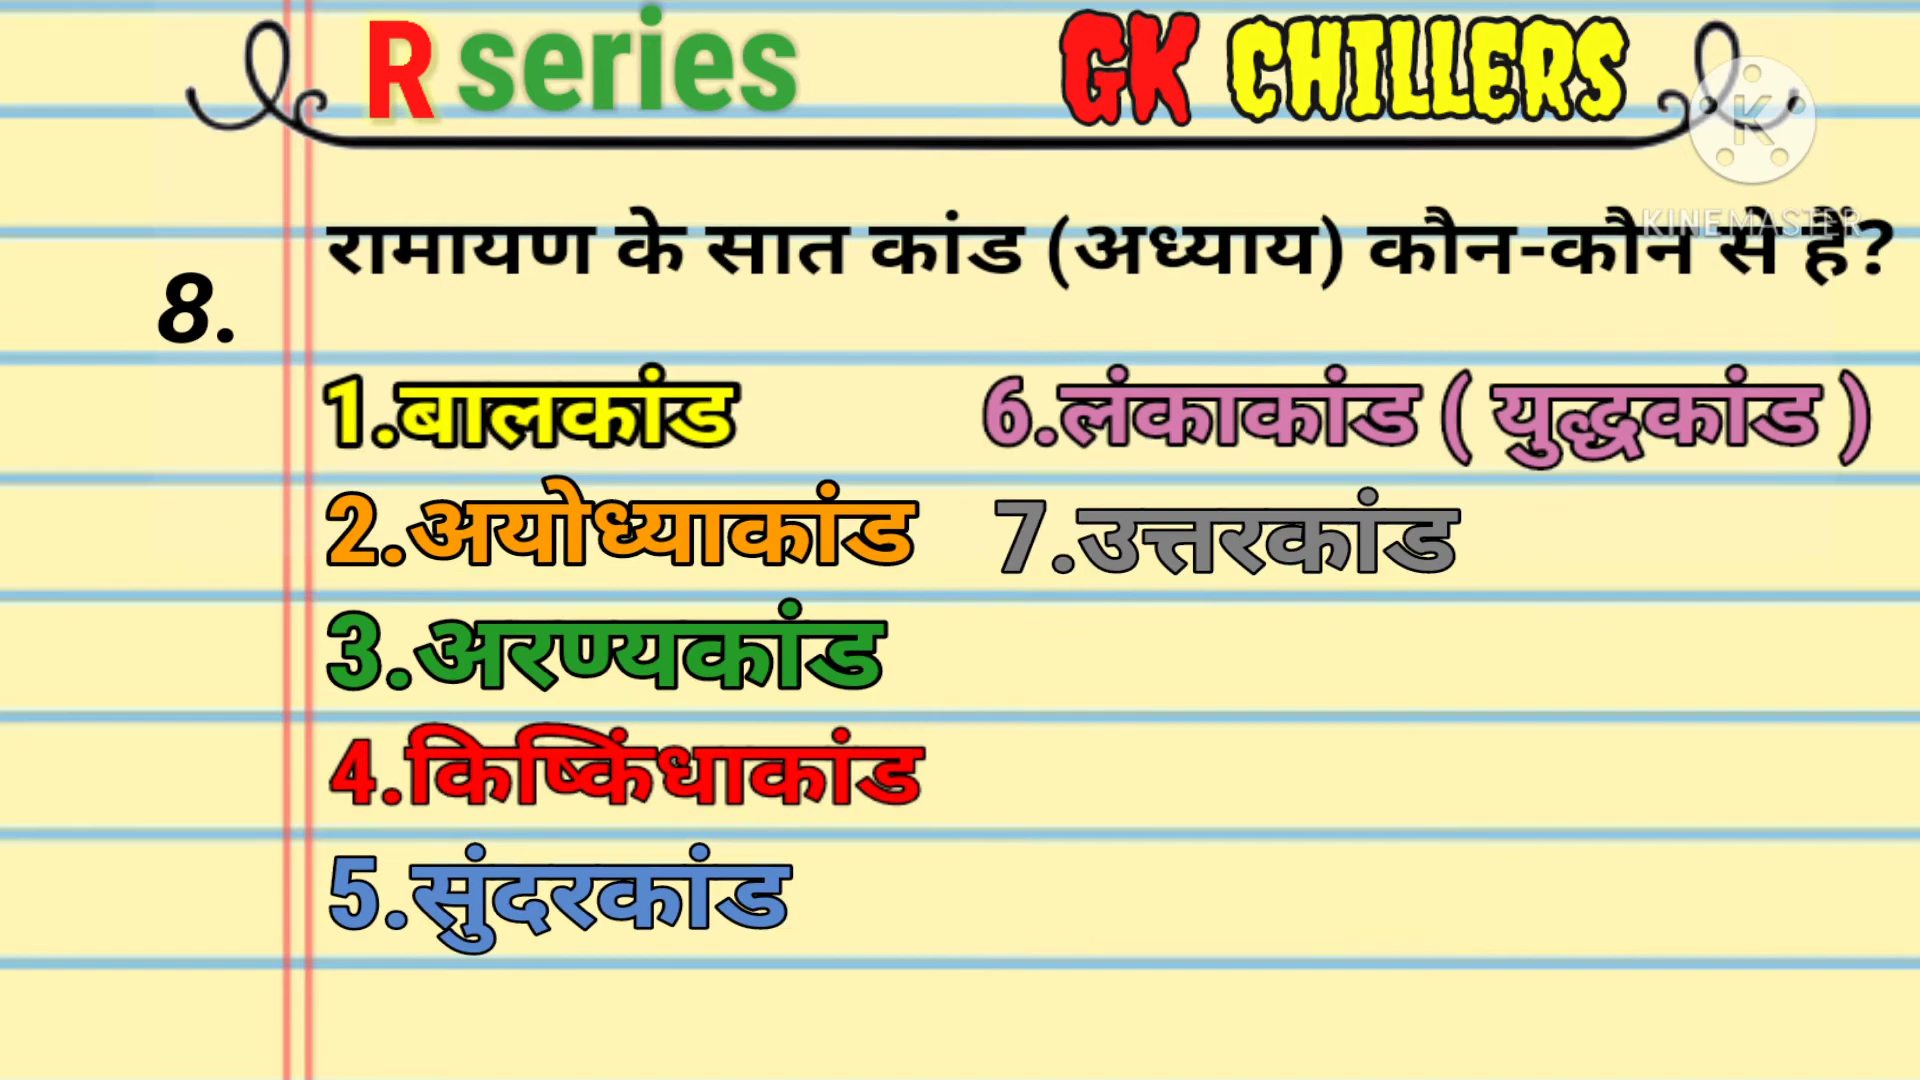 R series GK CHILLERS
KINEMASTER
8. रामायण के सात कांड (अध्याय) कौन-कौन से हैं?
1.बालकांड
2.अयोध्याकांड
3.अरण्यकांड
4.किष्किंधाकांड
5.सुंदरकांड
6.लंकाकांड ( युद्धकांड )
7.उत्तरकांड